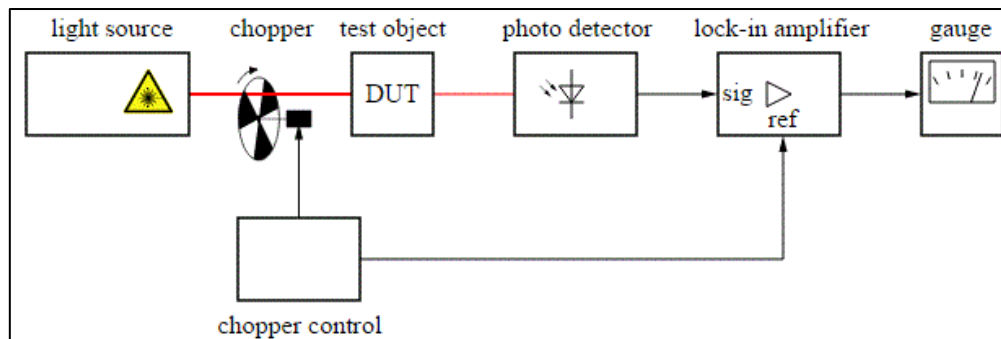 light source chopper test object photo detector lock-in amplifier gauge
DUT
sig
ref
chopper control